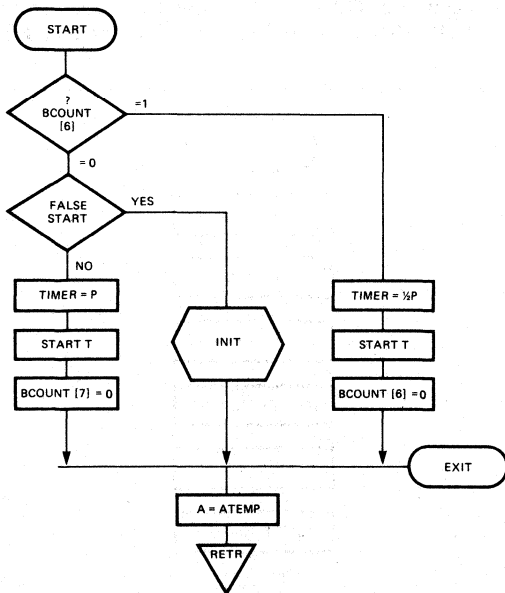 START
?
BCOUNT
[6]
=1
= 0
FALSE
START
YES
NO
TIMER = P
START T
BCOUNT [7] = 0
INIT
TIMER = ½P
START T
BCOUNT [6] = 0
EXIT
A = ATEMP
RETR